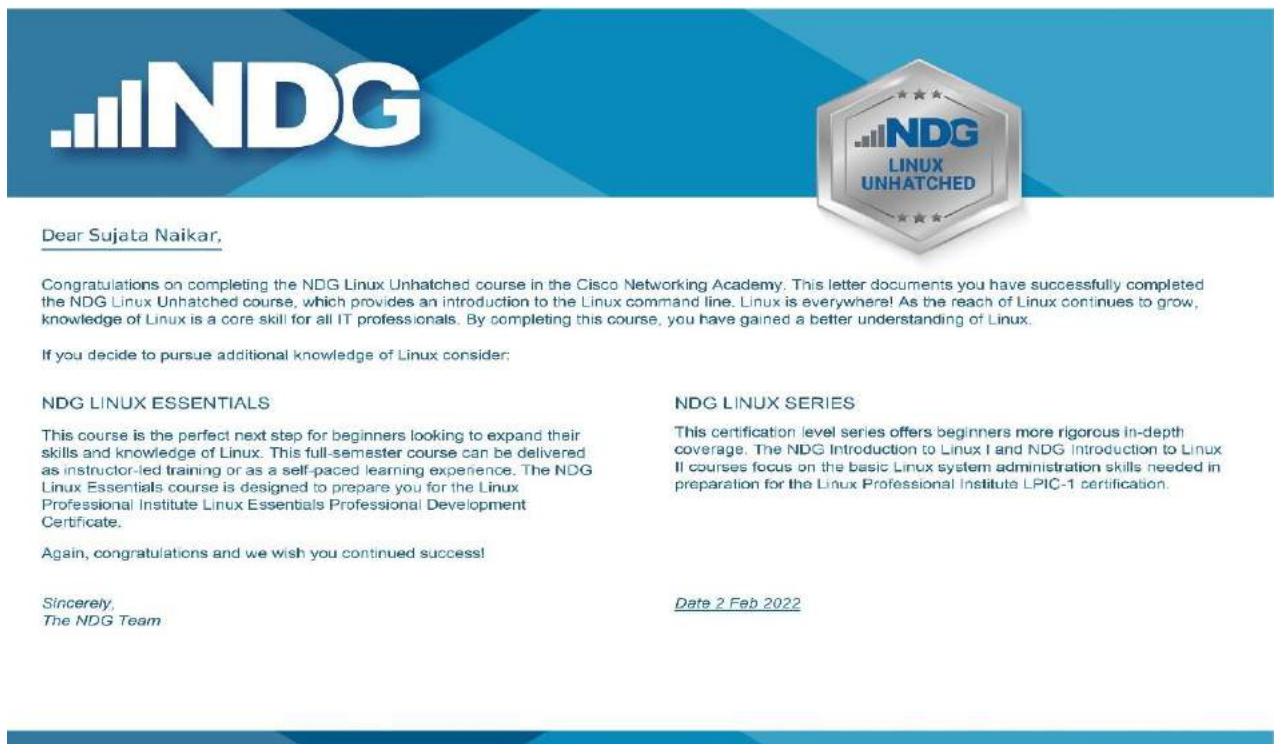 NDG
NDG
LINUX
UNHATCHED
Dear Sujata Naikar,
Congratulations on completing the NDG Linux Unhatched course in the Cisco Networking Academy. This letter documents you have successfully completed
the NDG Linux Unhatched course, which provides an introduction to the Linux command line. Linux is everywhere! As the reach of Linux continues to grow,
knowledge of Linux is a core skill for all IT professionals. By completing this course, you have gained a better understanding of Linux.
If you decide to pursue additional knowledge of Linux consider:
NDG LINUX ESSENTIALS
This course is the perfect next step for beginners looking to expand their
skills and knowledge of Linux. This full-semester course can be delivered
as instructor-led training or as a self-paced learning experience. The NDG
Linux Essentials course is designed to prepare you for the Linux
Professional Institute Linux Essentials Professional Development
Certificate.
Again, congratulations and we wish you continued success!
NDG LINUX SERIES
This certification level series offers beginners more rigorous in-depth
coverage. The NDG Introduction to Linux I and NDG Introduction to Linux
II courses focus on the basic Linux system administration skills needed in
preparation for the Linux Professional Institute LPIC-1 certification.
Sincerely,
The NDG Team
Date 2 Feb 2022